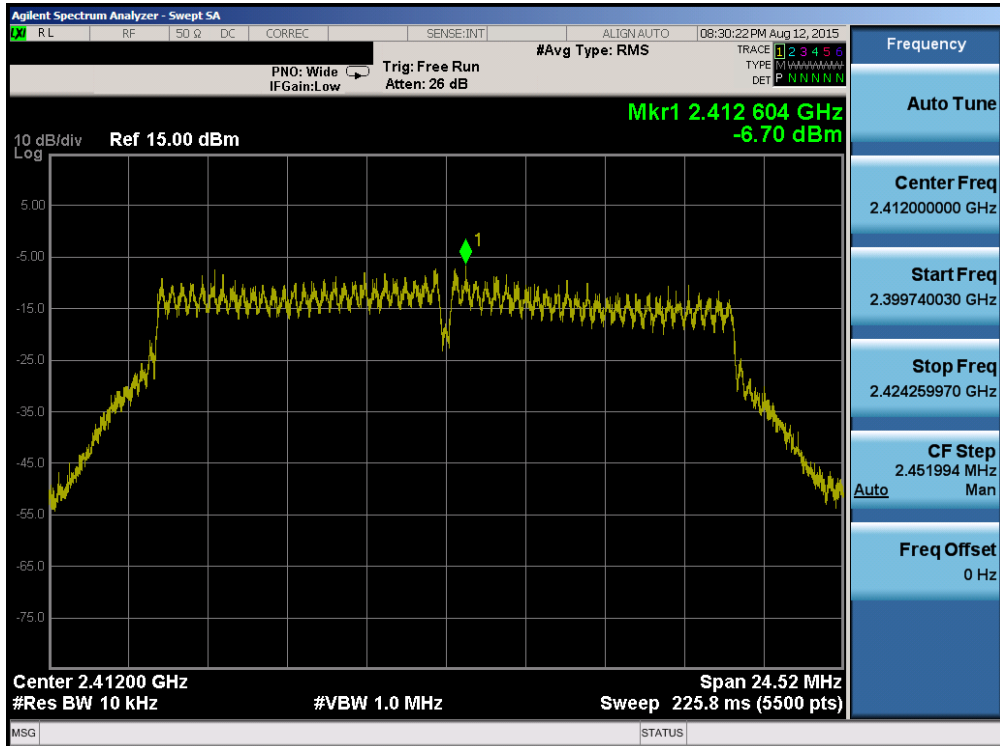 Agilent Spectrum Analyzer - Swept SA
LXI RL RF 50 Ω DC CORREC SENSE:INT ALIGN AUTO 08:30:22 PM Aug 12, 2015
#Avg Type: RMS TRACE 1 2 3 4 5 6
PNO: Wide Trig: Free Run TYPE M
IFGain:Low Atten: 26 dB DET P N N N N N
Mkr1 2.412 604 GHz
-6.70 dBm
10 dB/div Ref 15.00 dBm
Log
5.00
1
-5.00
-15.0
-25.0
-35.0
-45.0
-55.0
-65.0
-75.0
Center 2.41200 GHz Span 24.52 MHz
#Res BW 10 kHz #VBW 1.0 MHz Sweep 225.8 ms (5500 pts)
MSG STATUS
Frequency
Auto Tune
Center Freq
2.412000000 GHz
Start Freq
2.399740030 GHz
Stop Freq
2.424259970 GHz
CF Step
2.451994 MHz
Auto Man
Freq Offset
0 Hz